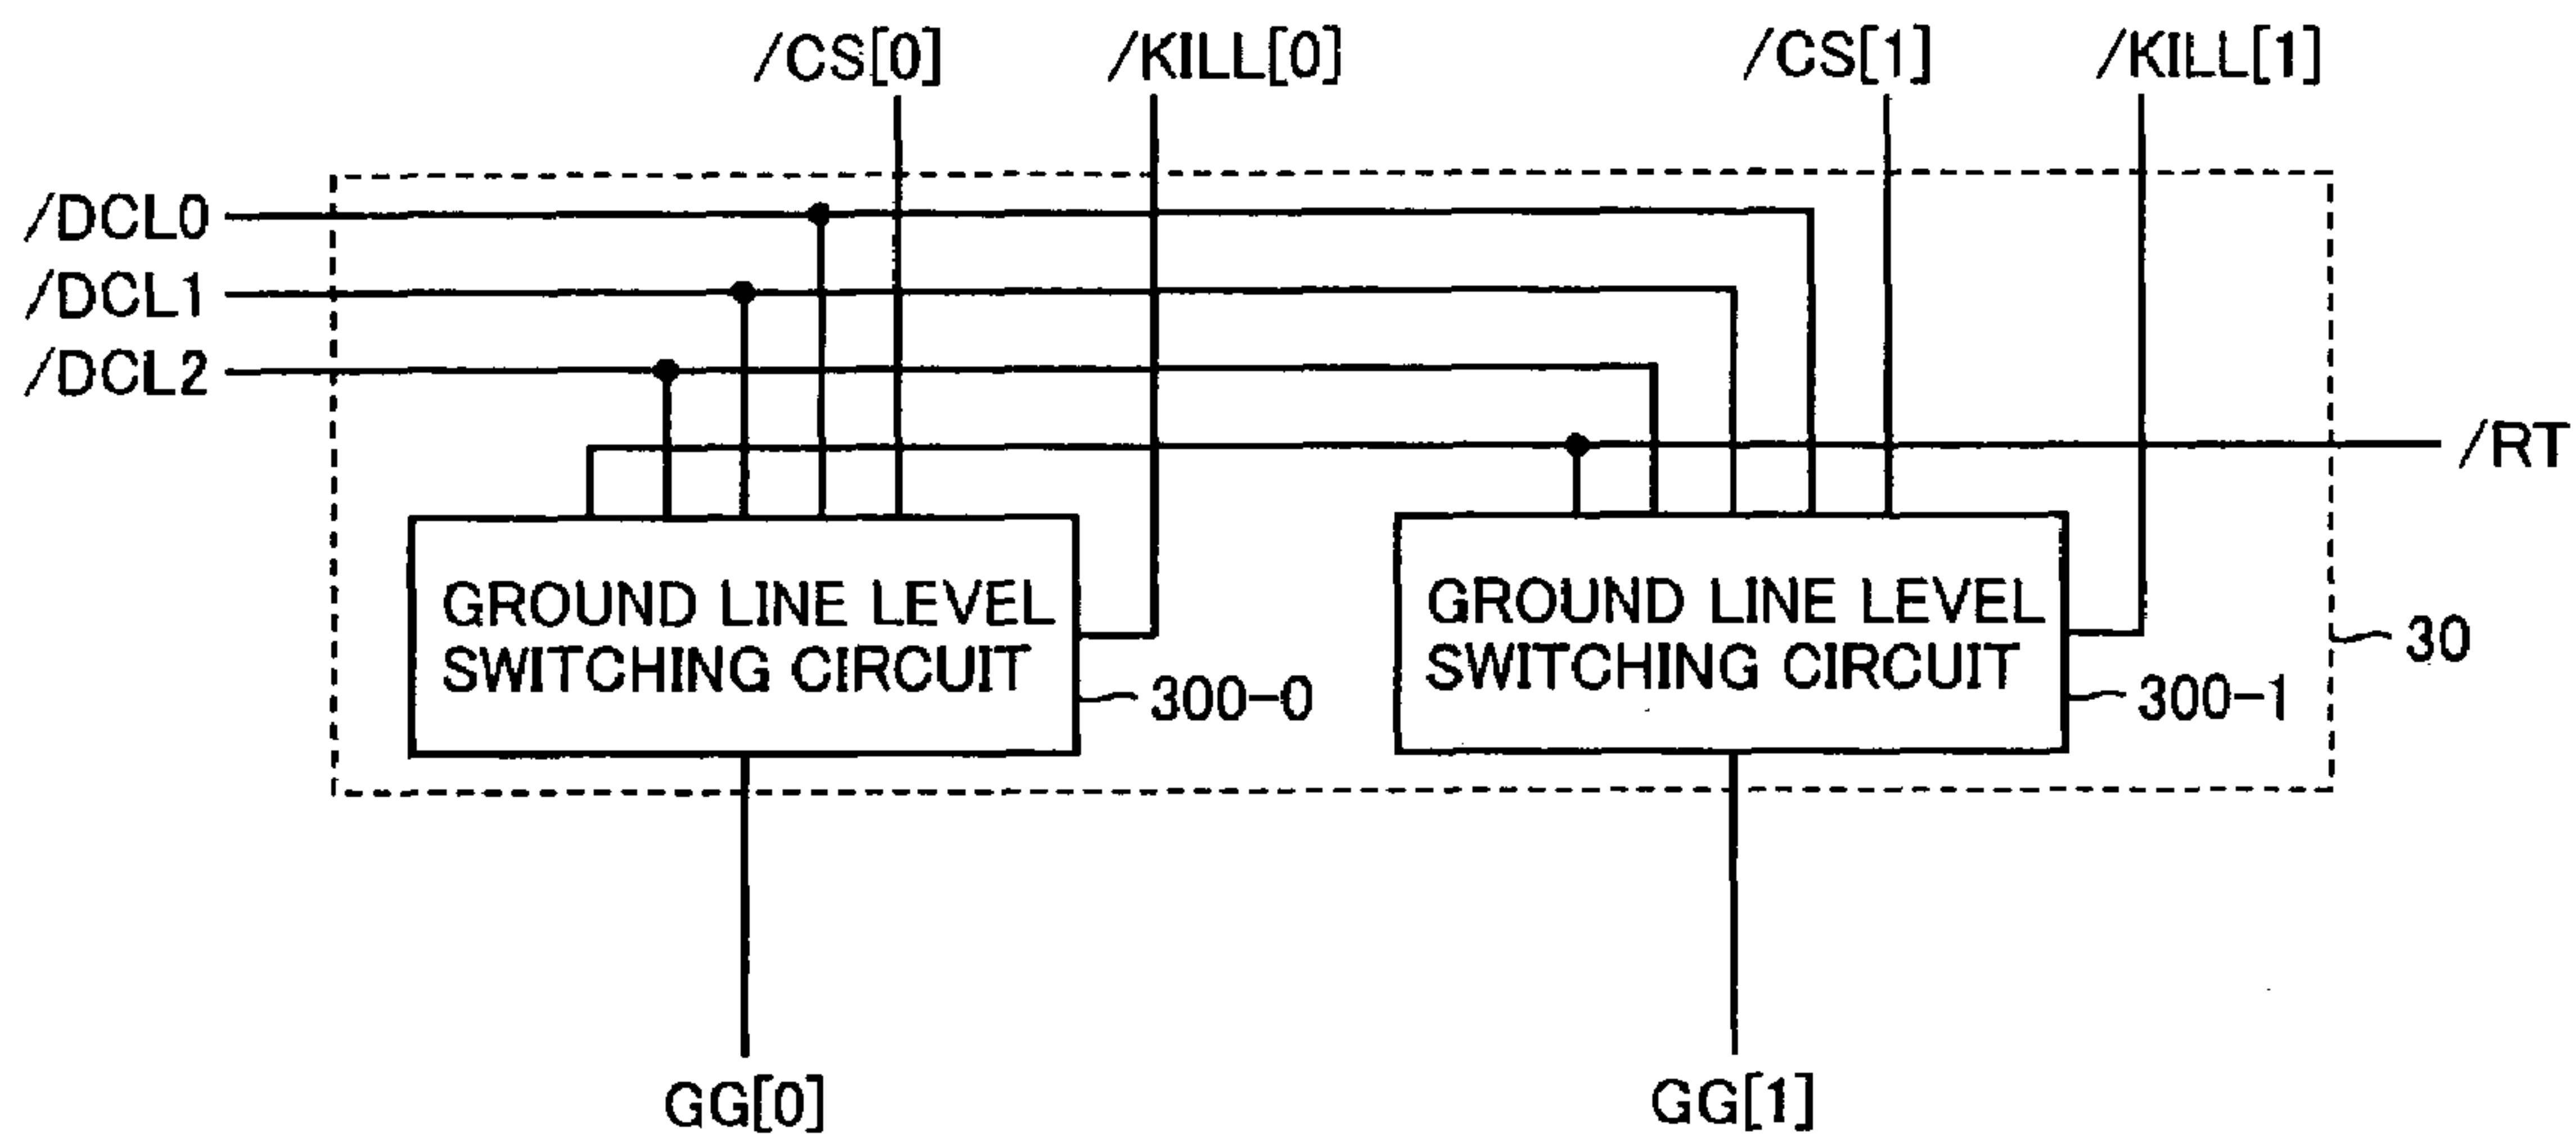 /CS[0]
/KILL[0]
/CS[1]
/KILL[1]
/DCL0
/DCL1
/DCL2
/RT
GROUND LINE LEVEL
SWITCHING CIRCUIT
300-0
GROUND LINE LEVEL
SWITCHING CIRCUIT
300-1
30
GG[0]
GG[1]